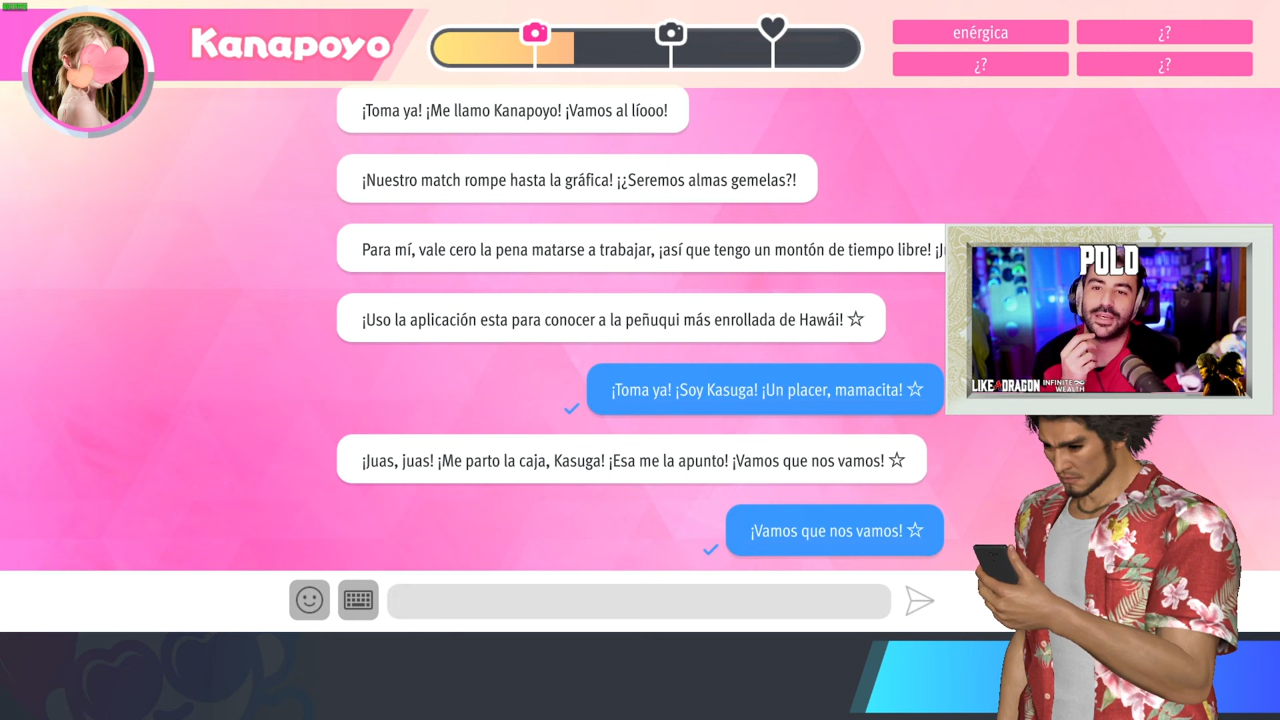 Kanapoyo
enérgica
¿?
¿?
¿?
¡Toma ya! ¡Me llamo Kanapoyo! ¡Vamos al líooo!
¡Nuestro match rompe hasta la gráfica! ¡¿Seremos almas gemelas?!
Para mí, vale cero la pena matarse a trabajar, ¡así que tengo un montón de tiempo libre!
¡Uso la aplicación esta para conocer a la peñuqui más enrollada de Hawái! ☆
POLO
LIKE A DRAGON INFINITE WEALTH
¡Toma ya! ¡Soy Kasuga! ¡Un placer, mamacita! ☆
¡Juas, juas! ¡Me parto la caja, Kasuga! ¡Esa me la apunto! ¡Vamos que nos vamos! ☆
¡Vamos que nos vamos! ☆